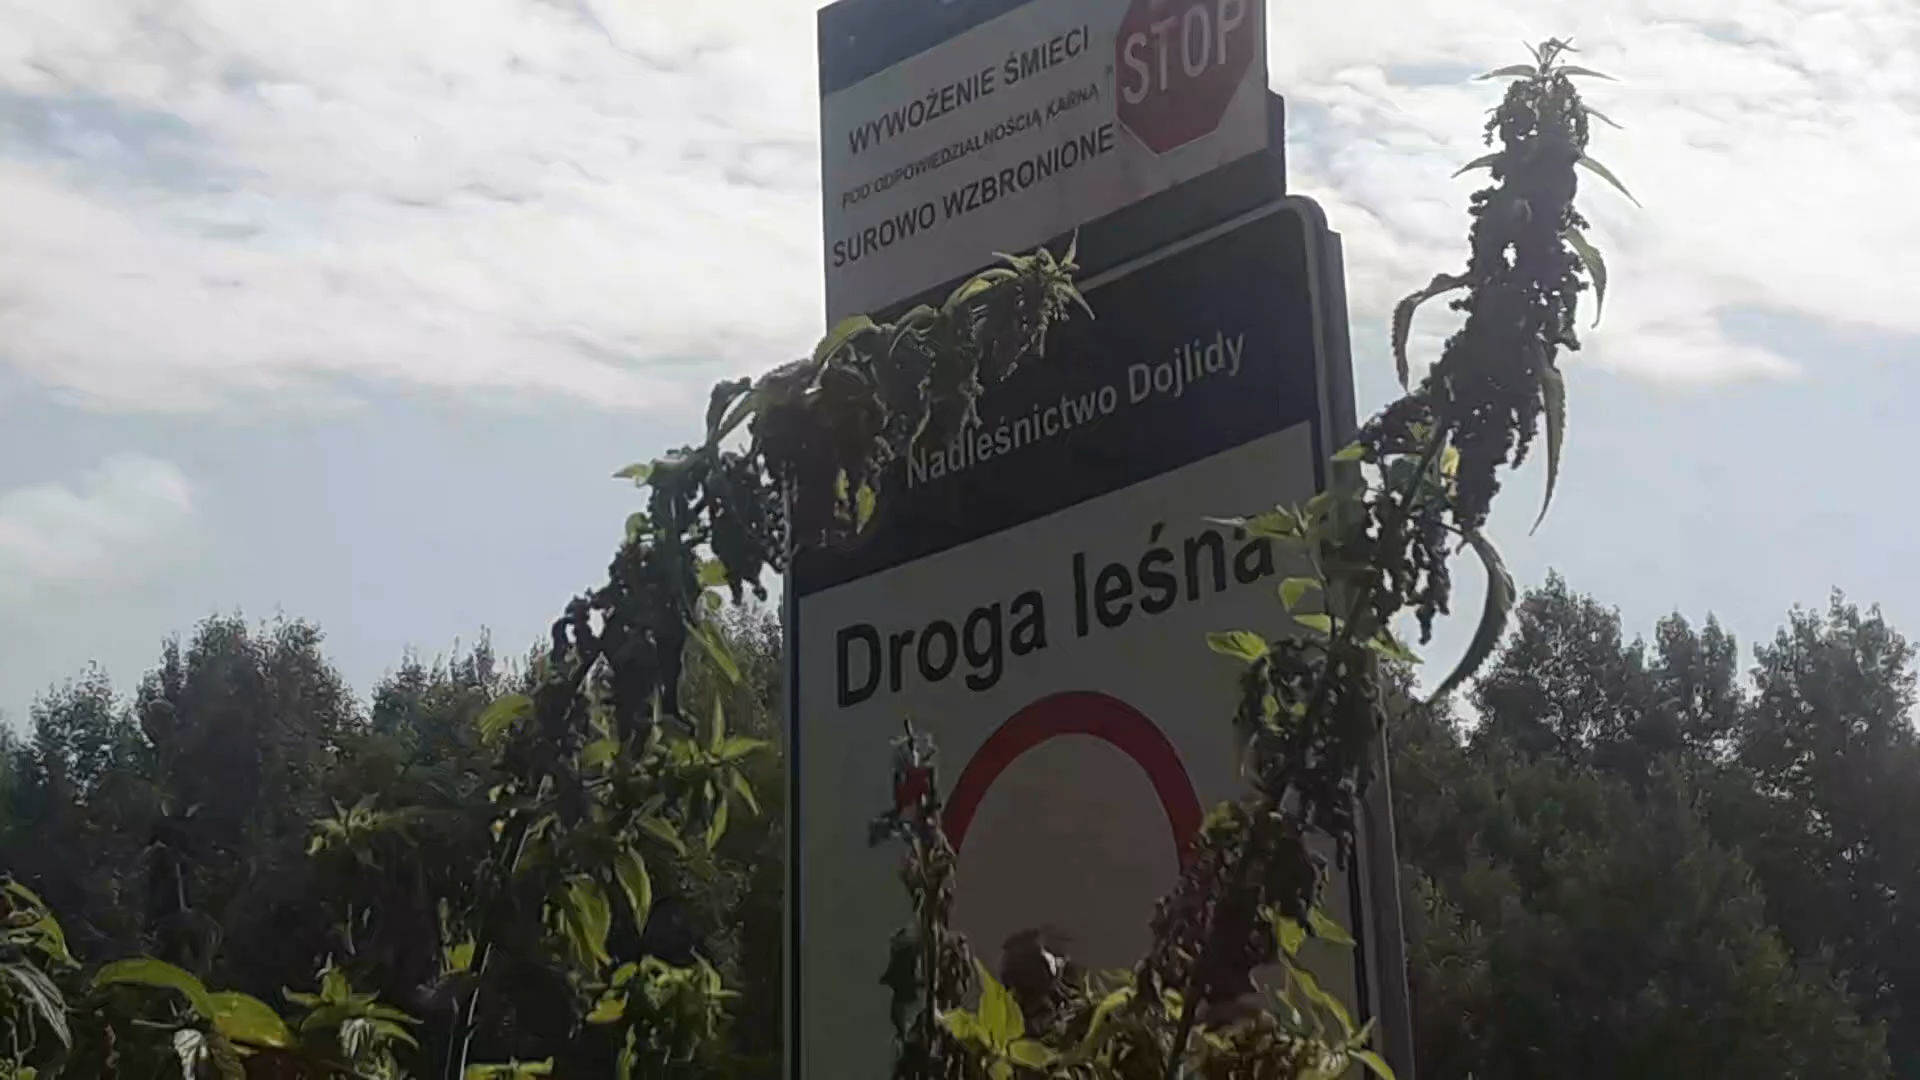 WYWOŻENIE ŚMIECI
POD ODPOWIEDZIALNOŚCIĄ KARNĄ
SUROWO WZBRONIONE
STOP
Nadleśnictwo Dojlidy
Droga leśna